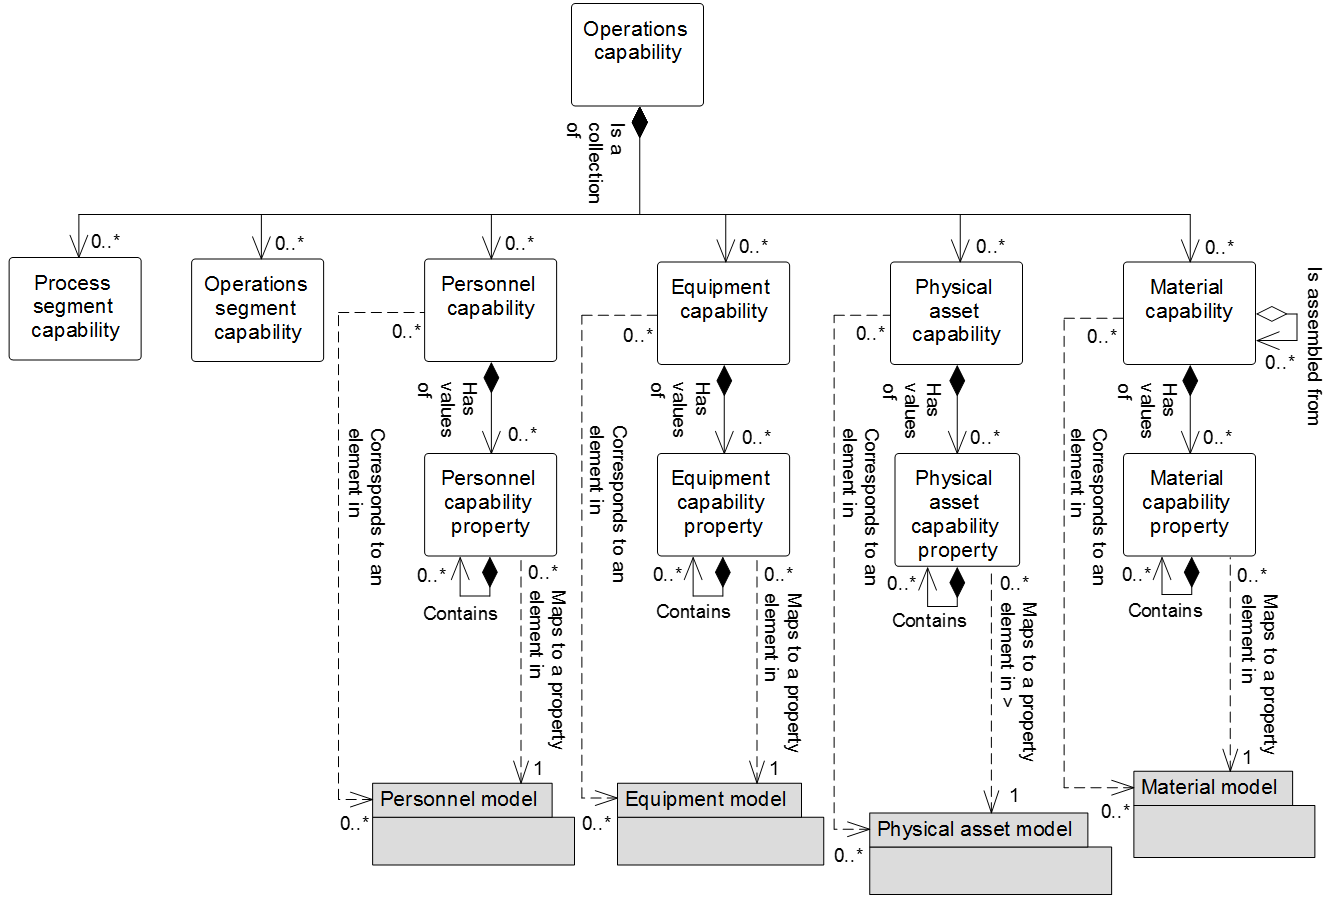 Operations
capability
Is a
collection
of
0..*
0..*
0..*
0..*
0..*
0..*
Process
segment
capability
Operations
segment
capability
Personnel
capability
Equipment
capability
Physical
asset
capability
Material
capability
Is assembled from
0..*
0..*
0..*
0..*
0..*
Has
values
of
Has
values
of
Has
values
of
Has
values
of
0..*
0..*
0..*
0..*
Corresponds to an
element in
Corresponds to an
element in
Corresponds to an
element in
Corresponds to an
element in
Personnel
capability
property
Equipment
capability
property
Physical
asset
capability
property
Material
capability
property
0..*
0..*
0..*
0..*
0..*
0..*
0..*
0..*
Contains
Contains
Contains
Contains
Maps to a property
element in
Maps to a property
element in
Maps to a property
element in >
Maps to a property
element in
1
1
1
1
Personnel model
Equipment model
Physical asset model
Material model
0..*
0..*
0..*
0..*